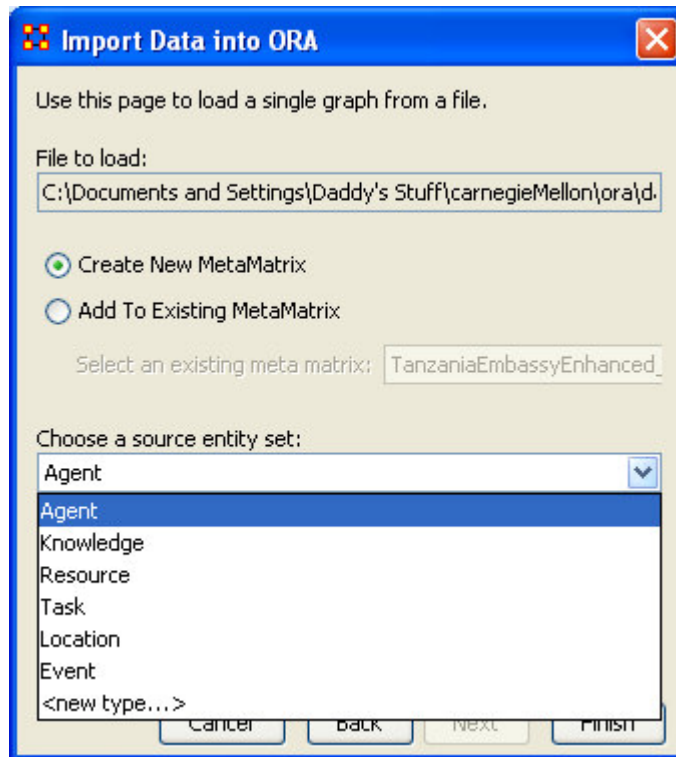 Import Data into ORA
Use this page to load a single graph from a file.
File to load:
C:\Documents and Settings\Daddy's Stuff\carnegieMellon\ora\d
Create New MetaMatrix
Add To Existing MetaMatrix
Select an existing meta matrix: TanzaniaEmbassyEnhanced_
Choose a source entity set:
Agent
Agent
Knowledge
Resource
Task
Location
Event
<new type...>
Cancel Back Next Finish